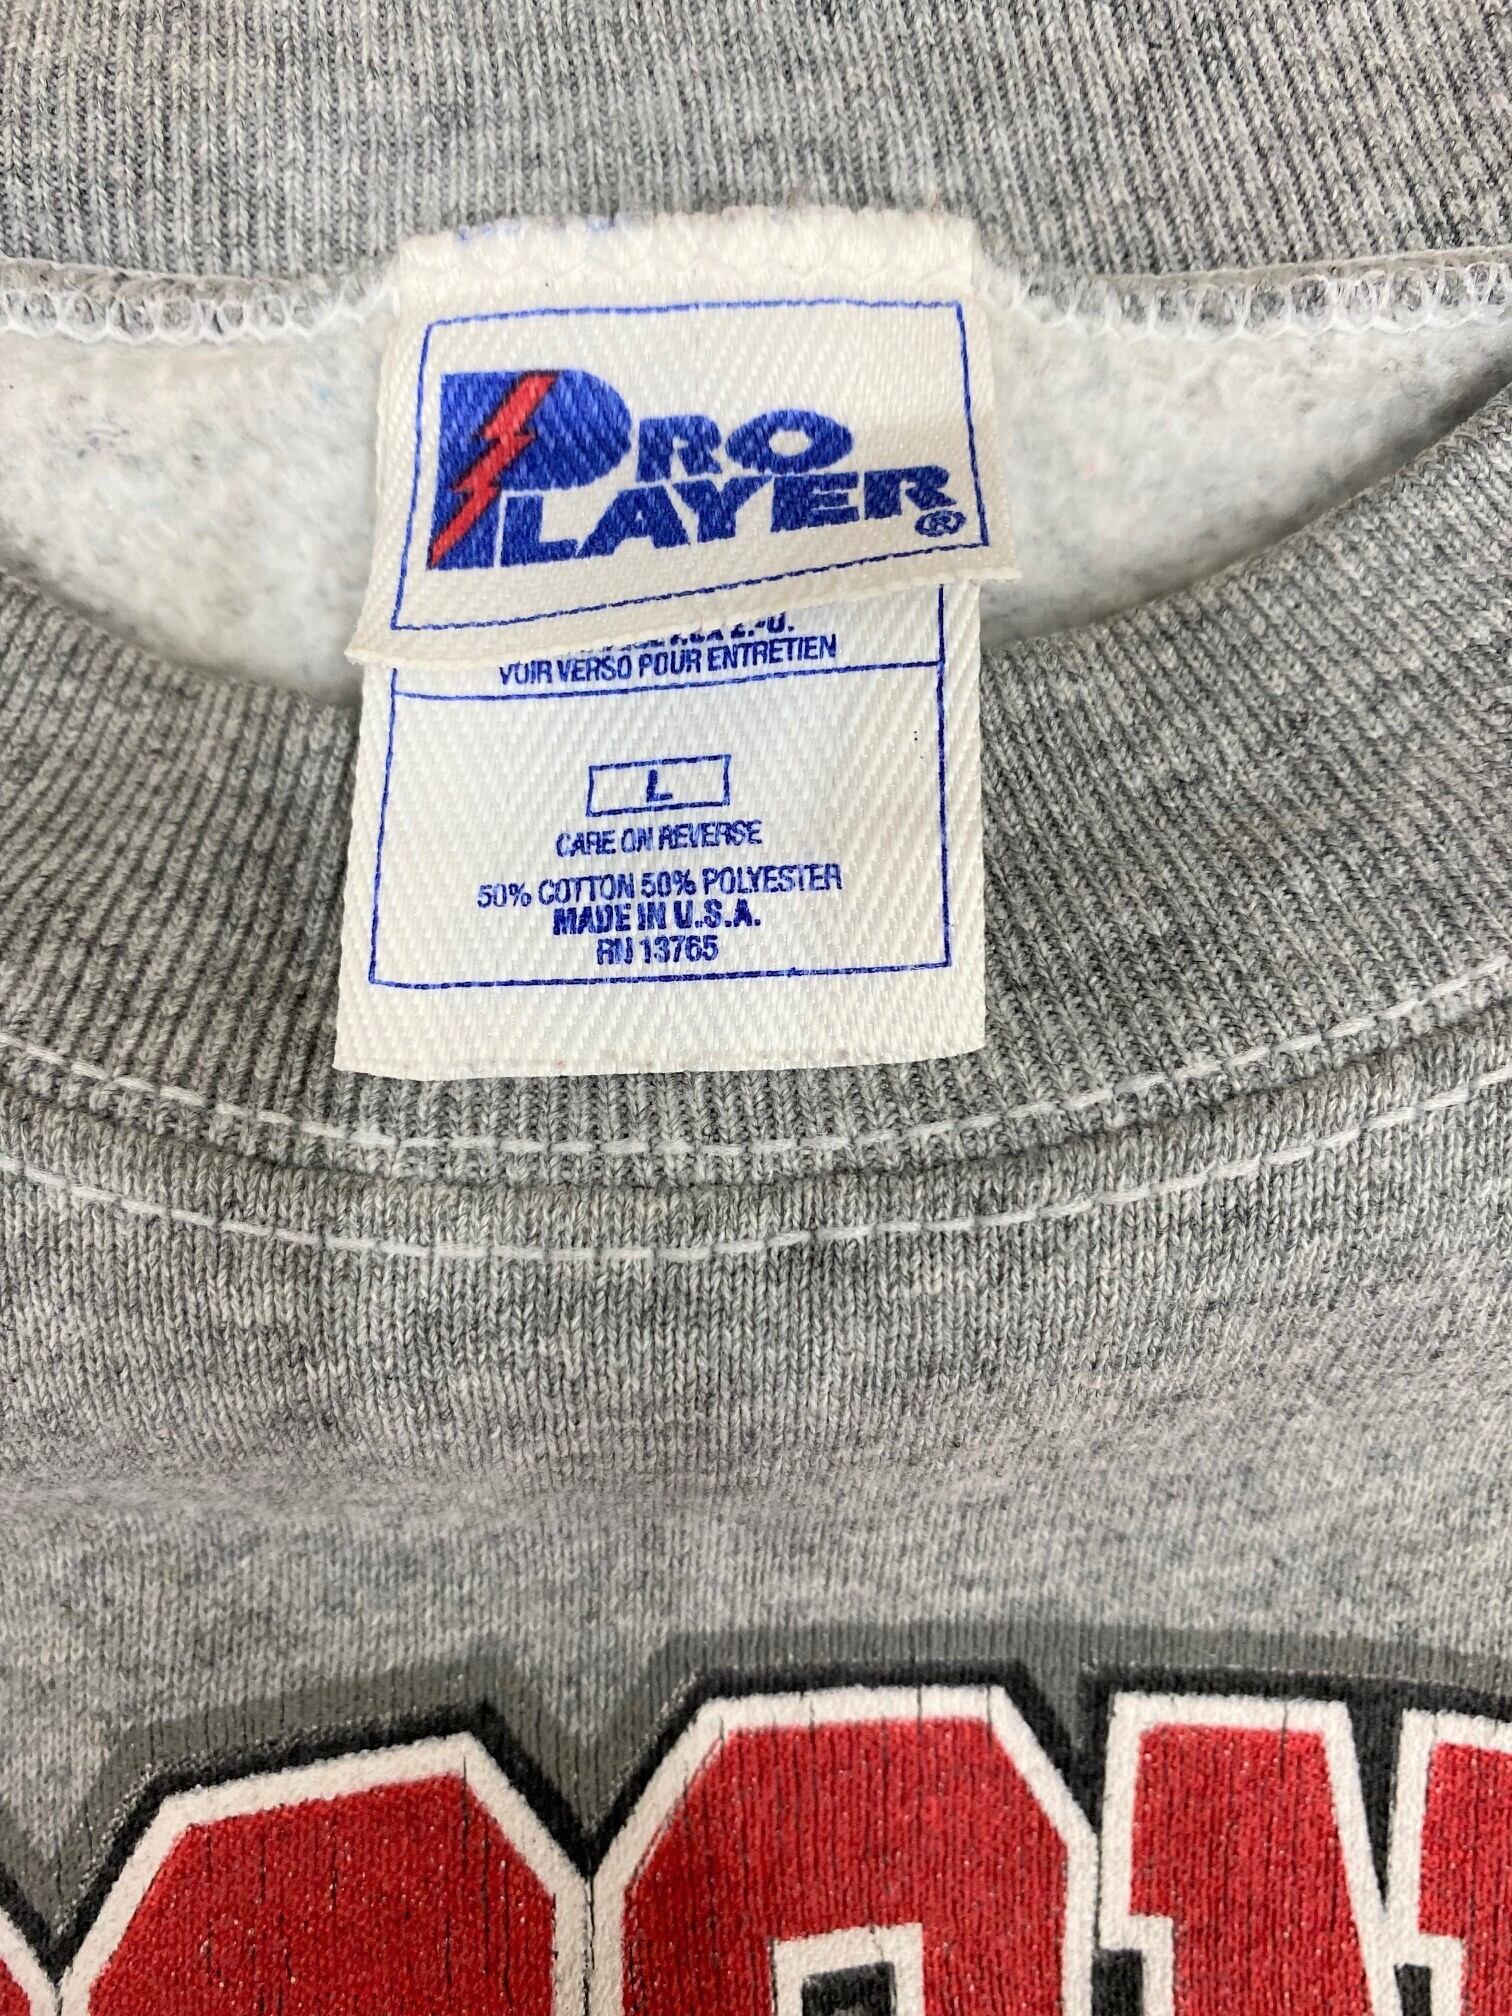 PRO
PLAYER®
VOIR VERSO POUR ENTRETIEN
L
CARE ON REVERSE
50% COTTON 50% POLYESTER
MADE IN U.S.A.
RN 13765